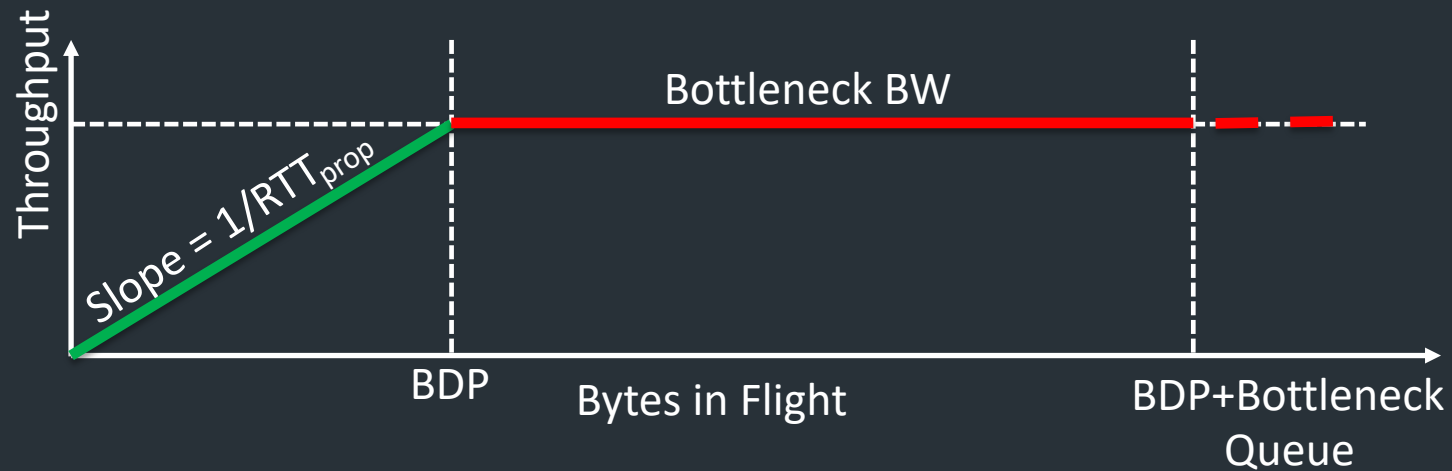 Throughput
Bottleneck BW
Slope = 1/RTTprop
BDP
Bytes in Flight
BDP+Bottleneck
Queue